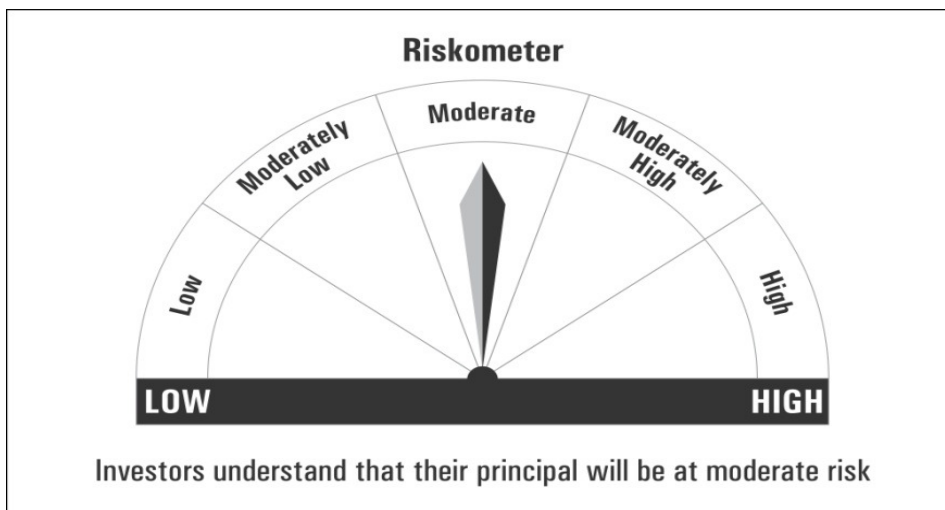 Riskometer
Moderate
Moderately
Low
Moderately
High
Low
High
LOW
HIGH
Investors understand that their principal will be at moderate risk